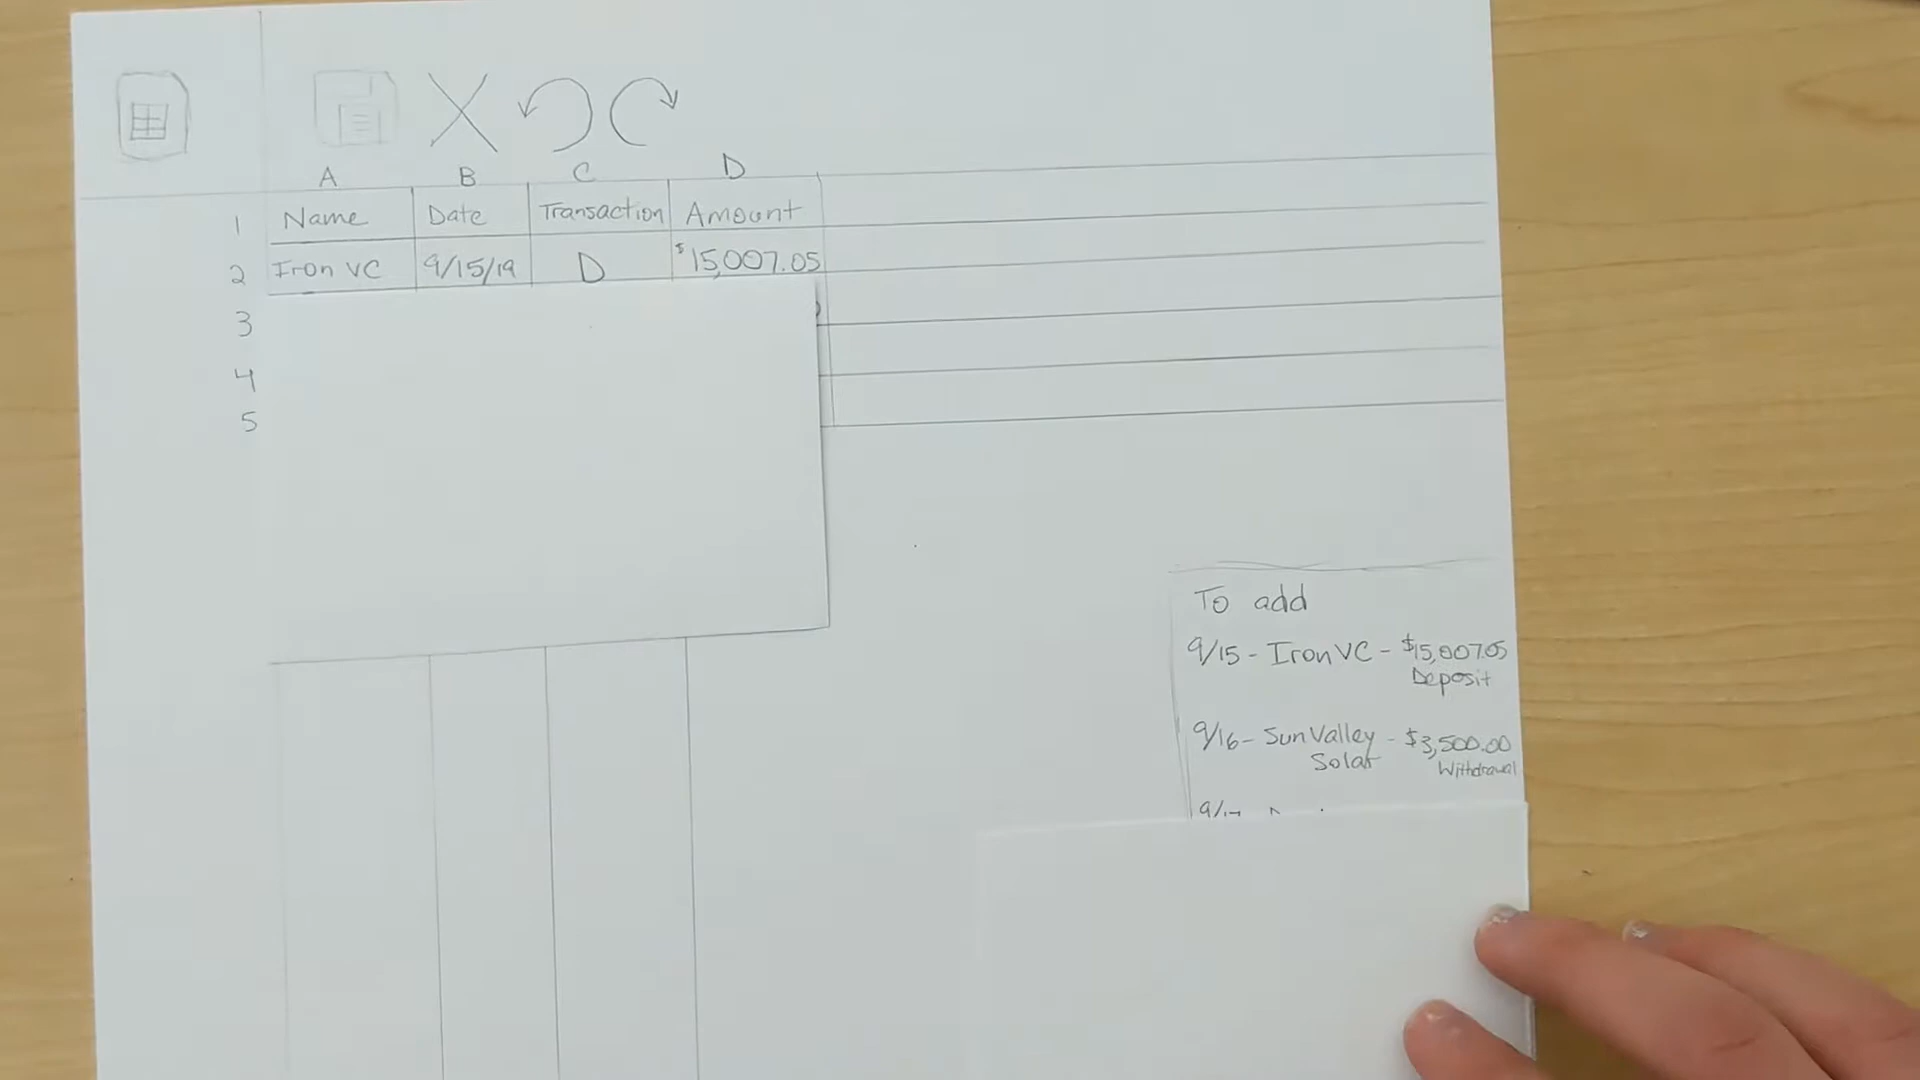 A B C D
1 Name Date Transaction Amount
2 Iron VC 9/15/19 D $15,007.05
3
4
5
To add
9/15 - Iron VC - $15,007.05
Deposit
9/16 - Sun Valley - $3,500.00
Solar Withdrawal